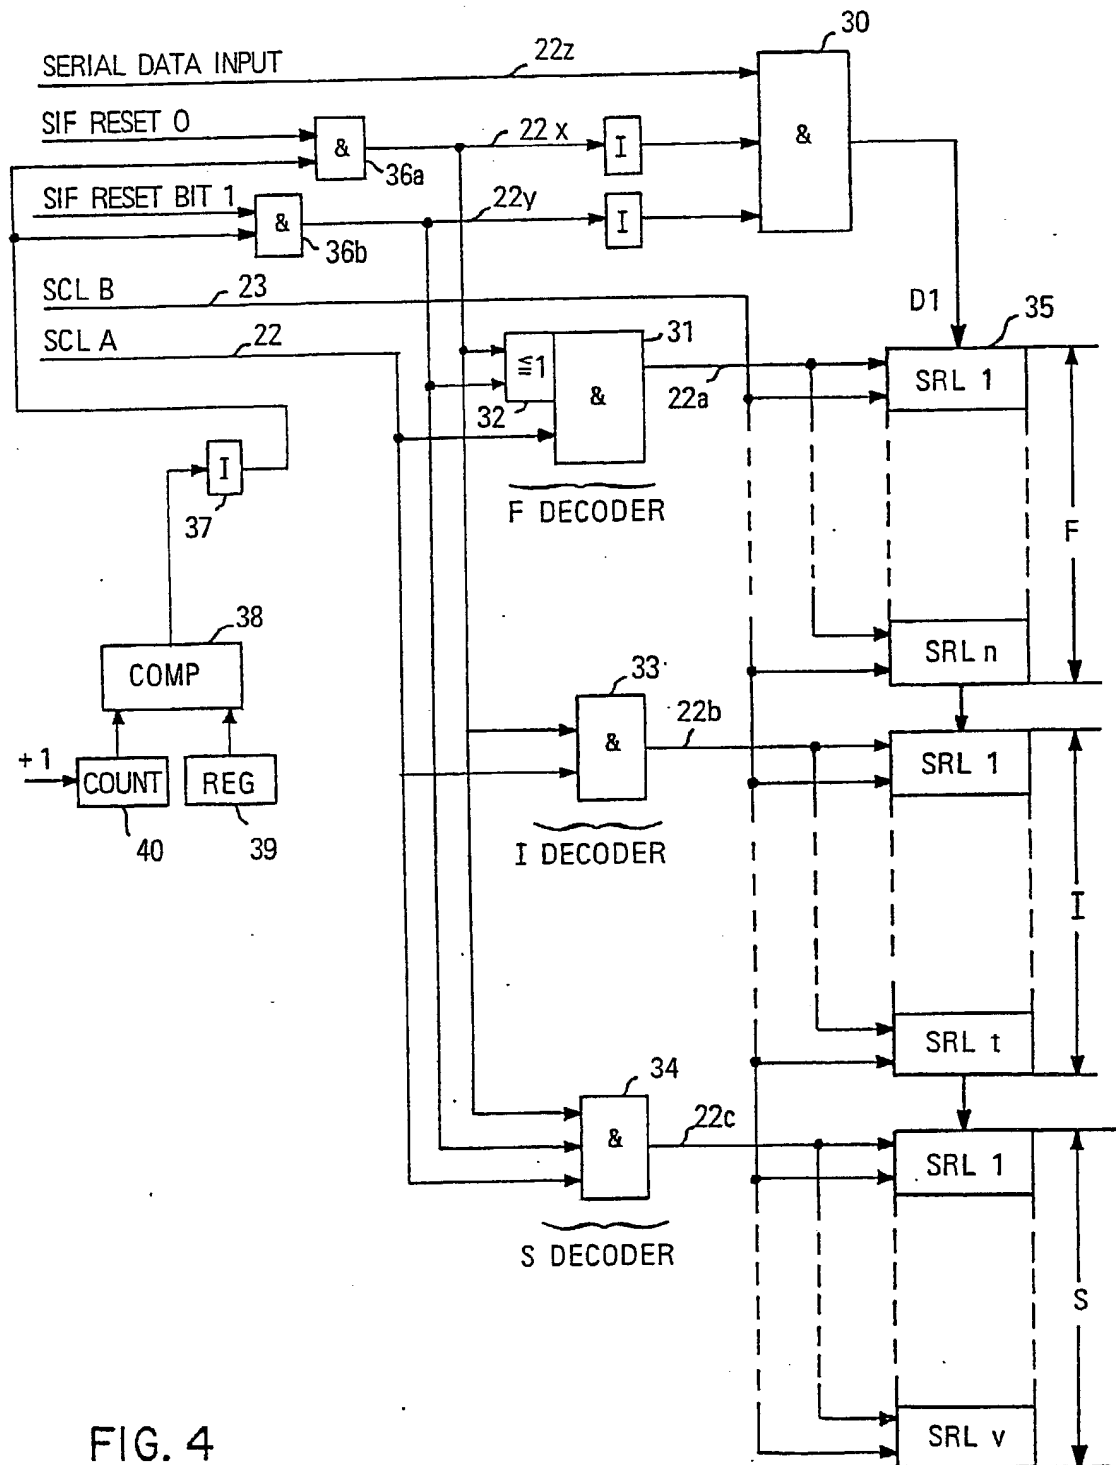 30
SERIAL DATA INPUT 22z
SIF RESET 0 22x I
& 36a &
SIF RESET BIT 1 22y I
& 36b
SCL B 23 D1 35
SCL A 22 31
≦1 & 22a SRL 1
32
I F DECODER F
37
38 33 SRL n
COMP & 22b SRL 1
+1 COUNT REG
40 39 I DECODER
I
34 SRL t
& 22c SRL 1
S DECODER
S
SRL v
FIG. 4